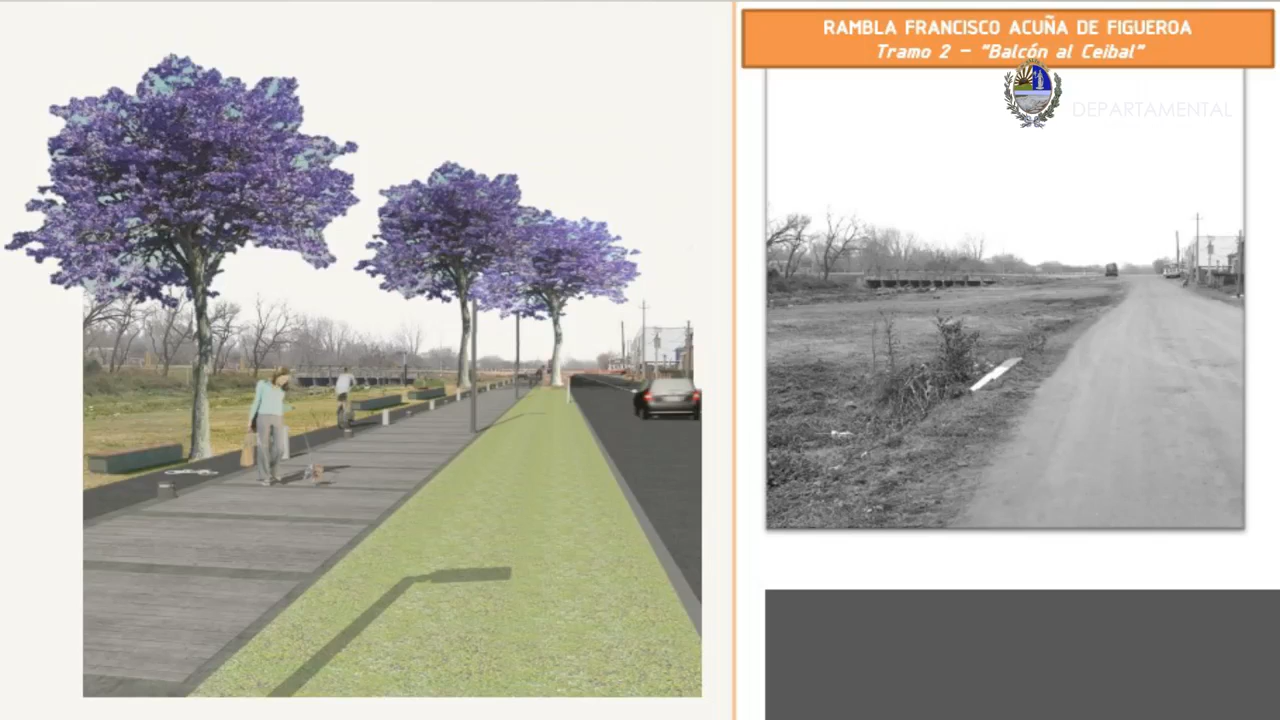 RAMBLA FRANCISCO ACUÑA DE FIGUEROA
Tramo 2 – "Balcón al Ceibal"
DEPARTAMENTAL